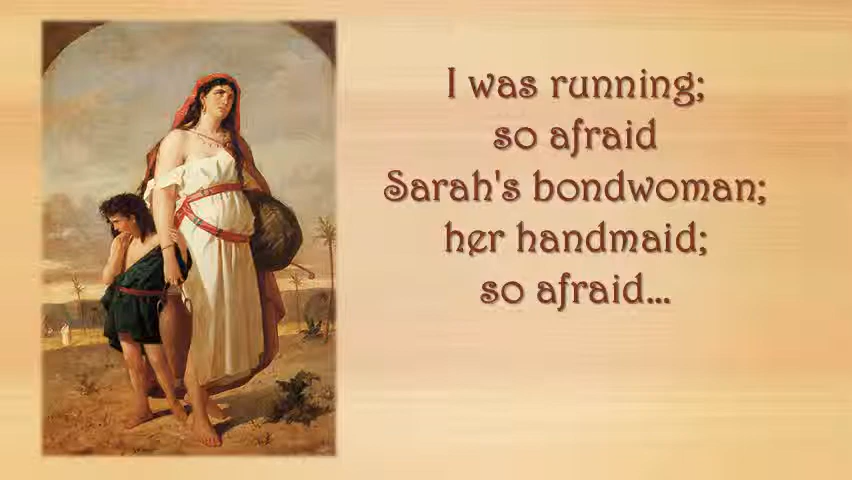 I was running;
so afraid
Sarah's bondwoman;
her handmaid;
so afraid...